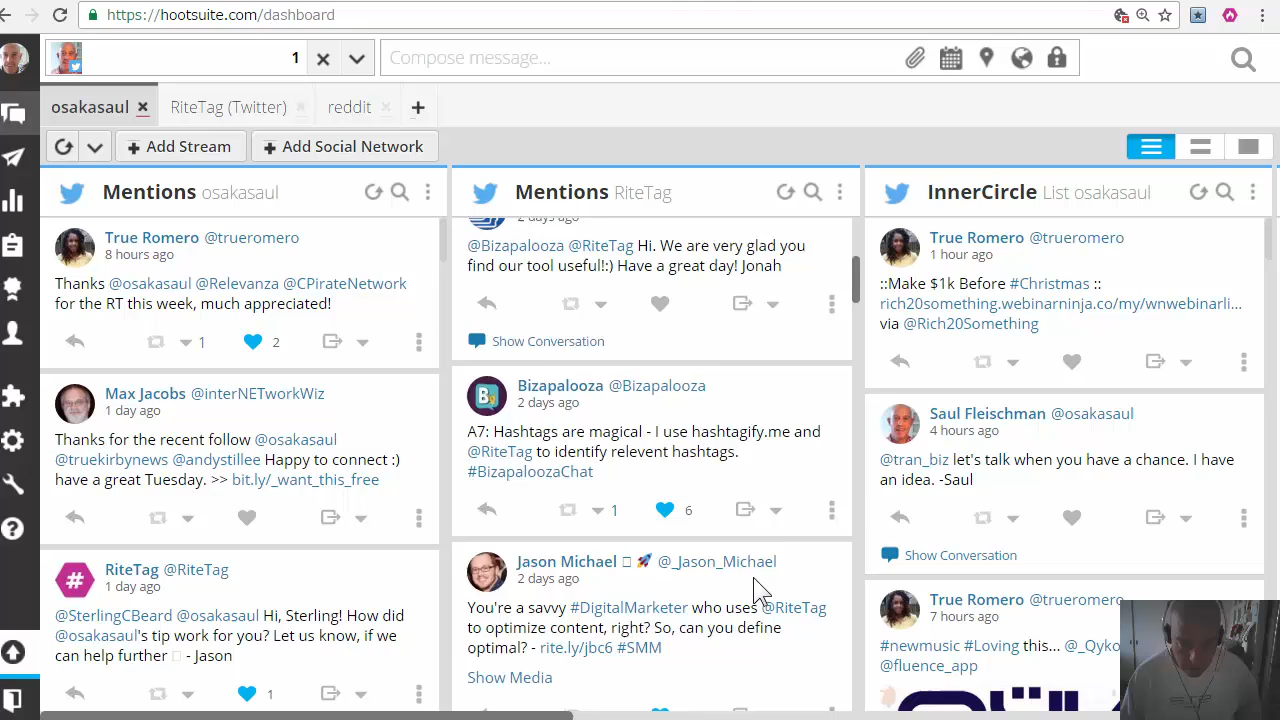 https://hootsuite.com/dashboard
1
Compose message...
osakasaul
RiteTag (Twitter)
reddit
Add Stream
Add Social Network
Mentions osakasaul
True Romero @trueromero
8 hours ago
Thanks @osakasaul @Relevanza @CPirateNetwork
for the RT this week, much appreciated!
1
2
Max Jacobs @interNETworkWiz
1 day ago
Thanks for the recent follow @osakasaul
@truekirbynews @andystillee Happy to connect :)
have a great Tuesday. >> bit.ly/_want_this_free
RiteTag @RiteTag
1 day ago
@SterlingCBeard @osakasaul Hi, Sterling! How did
@osakasaul's tip work for you? Let us know, if we
can help further - Jason
1
Mentions RiteTag
2 days ago
@Bizapalooza @RiteTag Hi. We are very glad you
find our tool useful!:) Have a great day! Jonah
Show Conversation
Bizapalooza @Bizapalooza
2 days ago
A7: Hashtags are magical - I use hashtagify.me and
@RiteTag to identify relevent hashtags.
#BizapaloozaChat
1
6
Jason Michael @_Jason_Michael
2 days ago
You're a savvy #DigitalMarketer who uses @RiteTag
to optimize content, right? So, can you define
optimal? - rite.ly/jbc6 #SMM
Show Media
InnerCircle List osakasaul
True Romero @trueromero
1 hour ago
::Make $1k Before #Christmas ::
rich20something.webinarninja.co/my/wnwebinarli...
via @Rich20Something
Saul Fleischman @osakasaul
4 hours ago
@tran_biz let's talk when you have a chance. I have
an idea. -Saul
Show Conversation
True Romero @trueromero
7 hours ago
#newmusic #Loving this... @_Qyko
@fluence_app